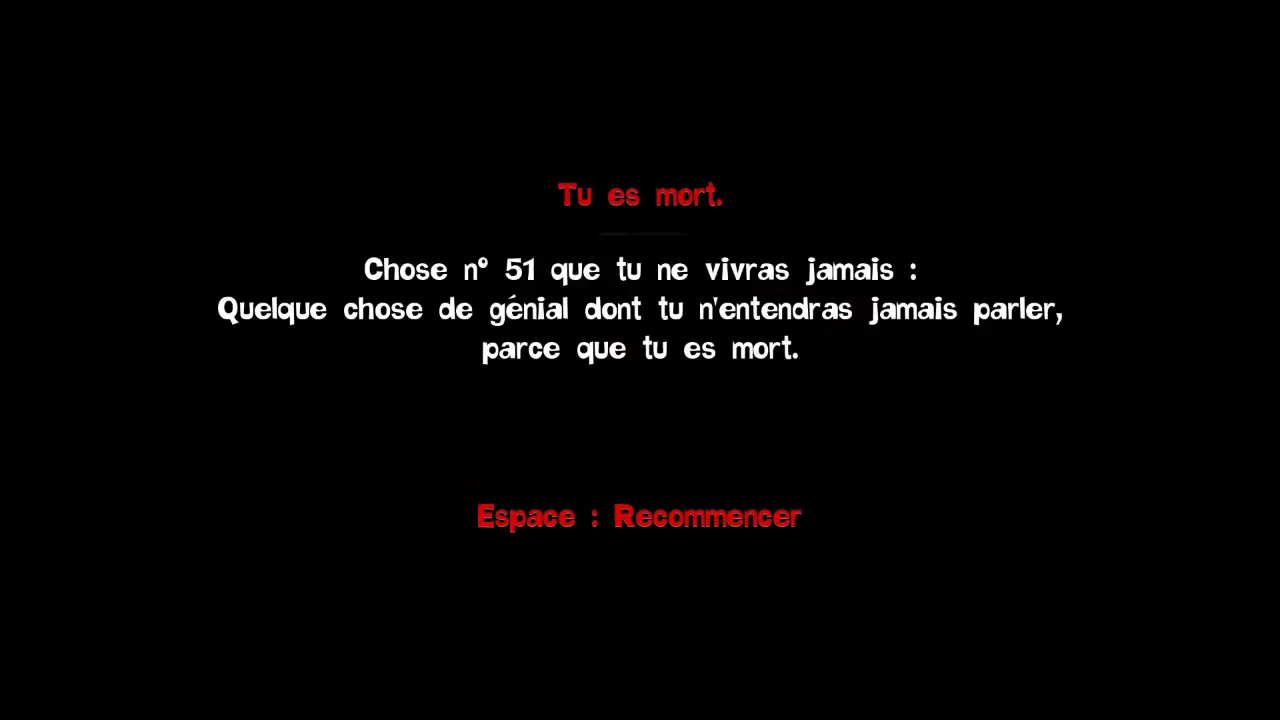 Tu es mort.
Chose n° 51 que tu ne vivras jamais :
Quelque chose de génial dont tu n'entendras jamais parler,
parce que tu es mort.
Espace : Recommencer